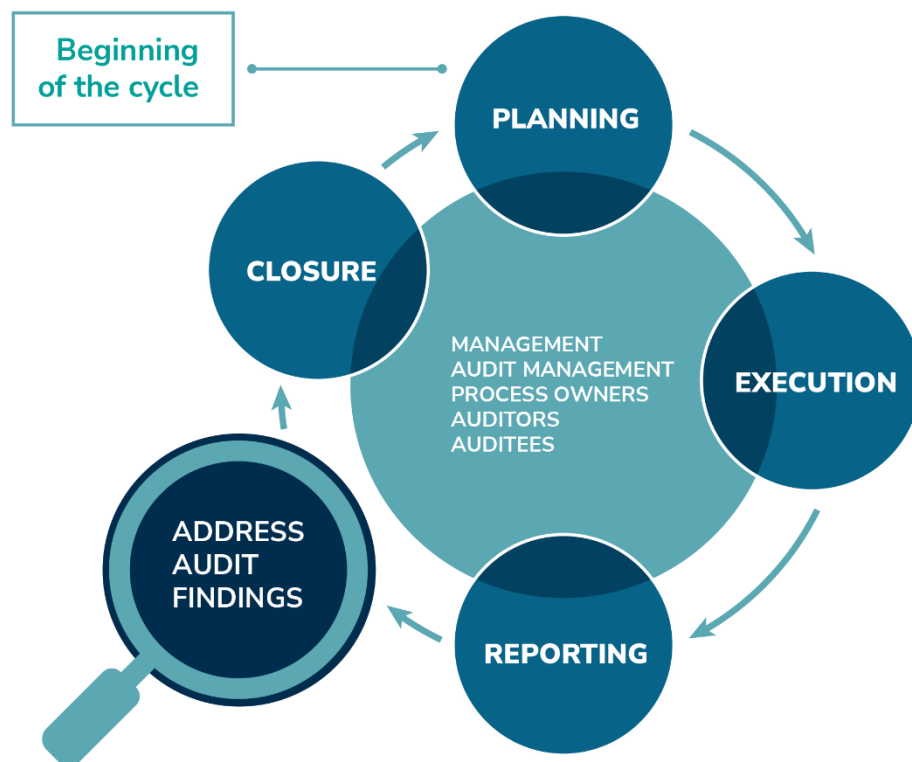 Beginning
of the cycle
PLANNING
CLOSURE
MANAGEMENT
AUDIT MANAGEMENT
PROCESS OWNERS
AUDITORS
AUDITEES
EXECUTION
ADDRESS
AUDIT
FINDINGS
REPORTING